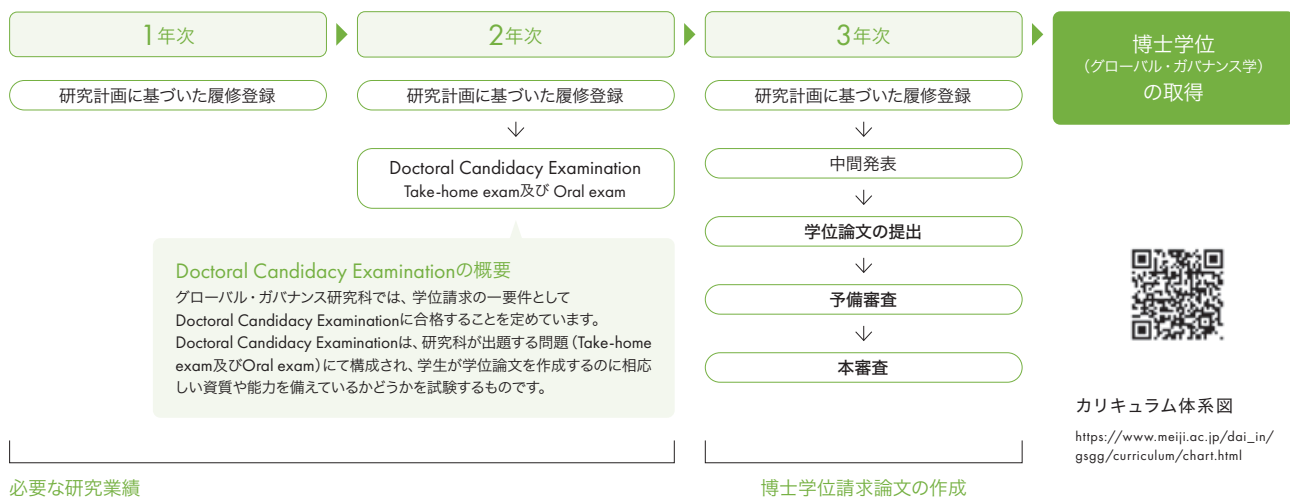 1年次
2年次
3年次
博士学位
（グローバル・ガバナンス学）
の取得
研究計画に基づいた履修登録
研究計画に基づいた履修登録
研究計画に基づいた履修登録
Doctoral Candidacy Examination
Take-home exam及び Oral exam
中間発表
学位論文の提出
予備審査
本審査
Doctoral Candidacy Examinationの概要
グローバル・ガバナンス研究科では、学位請求の一要件として
Doctoral Candidacy Examinationに合格することを定めています。
Doctoral Candidacy Examinationは、研究科が出題する問題（Take-home
exam及びOral exam）にて構成され、学生が学位論文を作成するのに相応
しい資質や能力を備えているかどうかを試験するものです。
カリキュラム体系図
https://www.meiji.ac.jp/dai_in/
gsgg/curriculum/chart.html
必要な研究業績
博士学位請求論文の作成